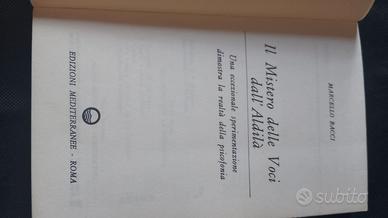 MARCELLO BACCI
Il Mistero delle Voci
dall'Aldilà
Una eccezionale sperimentazione
dimostra la realtà della psicofonia
EDIZIONI MEDITERRANEE - ROMA
subito